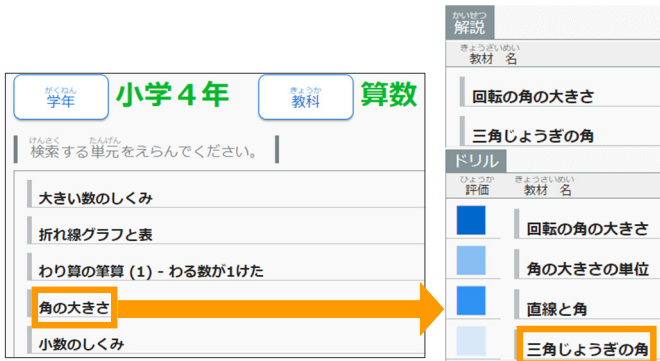 がくねん
学年
小学4年
きょうか
教科
算数
けんさく たんげん
検索する単元をえらんでください。
大きい数のしくみ
折れ線グラフと表
わり算の筆算 (1) - わる数が1けた
角の大きさ
小数のしくみ
かいせつ
解説
きょうざいめい
教材 名
回転の角の大きさ
三角じょうぎの角
ドリル
ひょうか きょうざいめい
評価 教材 名
回転の角の大きさ
角の大きさの単位
直線と角
三角じょうぎの角